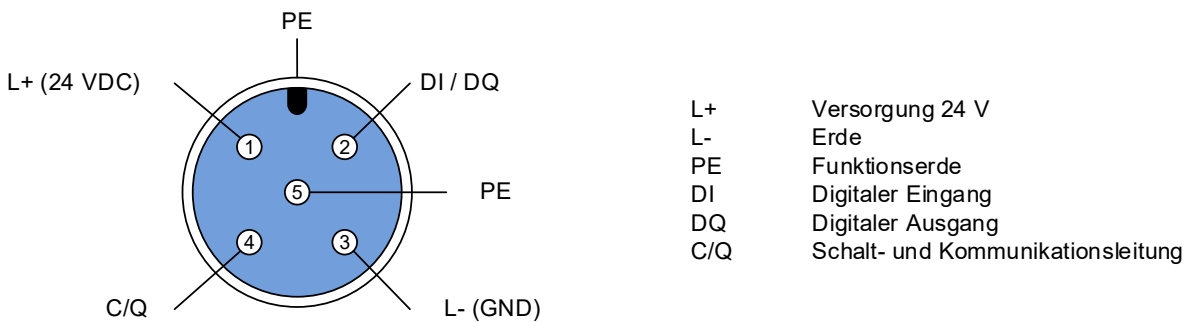 PE
L+ (24 VDC)
DI / DQ
1
2
5
PE
4
3
C/Q
L- (GND)
L+ Versorgung 24 V
L- Erde
PE Funktionserde
DI Digitaler Eingang
DQ Digitaler Ausgang
C/Q Schalt- und Kommunikationsleitung